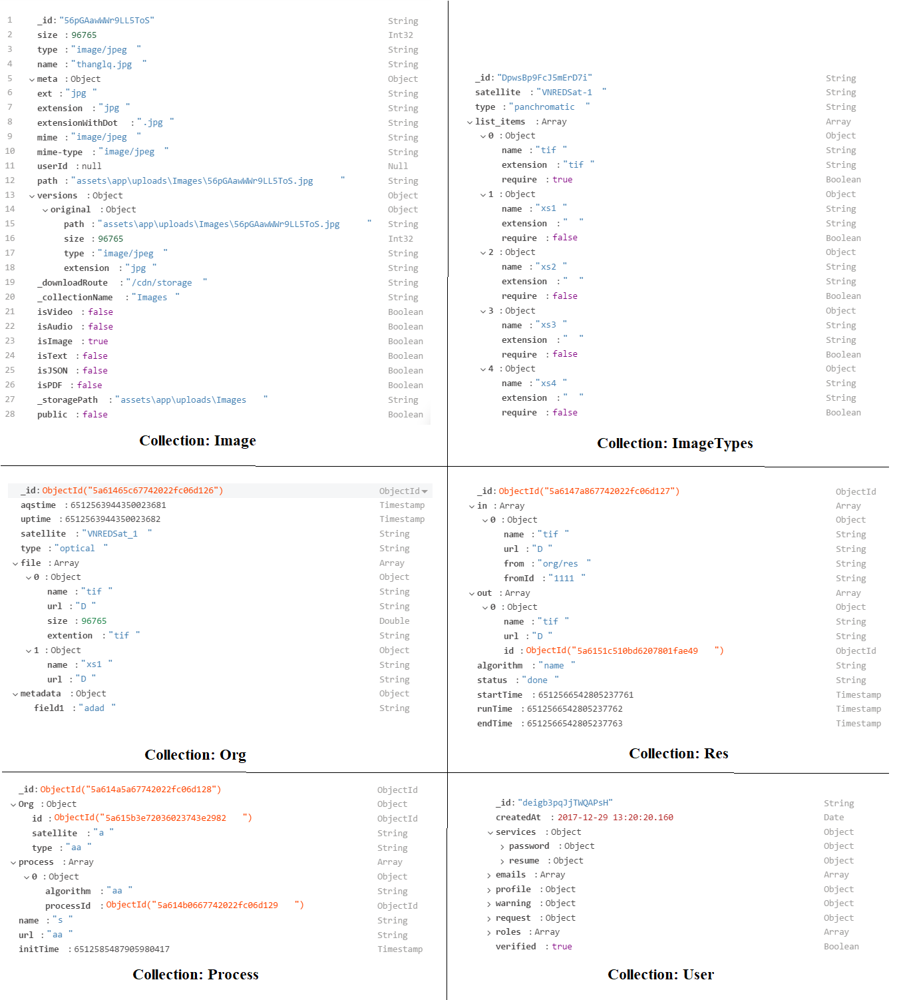 1 _id:"56pGAawWWr9LL5ToS" String
2 size :96765 Int32
3 type :"image/jpeg " String
4 name :"thanglq.jpg " String
5 meta :Object Object
6 ext :"jpg " String
7 extension :"jpg " String
8 extensionWithDot :".jpg " String
9 mime :"image/jpeg " String
10 mime-type :"image/jpeg " String
11 userId :null Null
12 path :"assets\app\uploads\Images\56pGAawWWr9LL5ToS.jpg " String
13 versions :Object Object
14 original :Object Object
15 path :"assets\app\uploads\Images\56pGAawWWr9LL5ToS.jpg " String
16 size :96765 Int32
17 type :"image/jpeg " String
18 extension :"jpg " String
19 _downloadRoute :"/cdn/storage " String
20 _collectionName :"Images " String
21 isVideo :false Boolean
22 isAudio :false Boolean
23 isImage :true Boolean
24 isText :false Boolean
25 isJSON :false Boolean
26 isPDF :false Boolean
27 _storagePath :"assets\app\uploads\Images " String
28 public :false Boolean
Collection: Image
_id:"DpwsBp9FcJ5mErD7i" String
satellite :"VNREDSat-1 " String
type :"panchromatic " String
list_items :Array Array
0 :Object Object
name :"tif " String
extension :"tif " String
require :true Boolean
1 :Object Object
name :"xs1 " String
extension :" " String
require :false Boolean
2 :Object Object
name :"xs2 " String
extension :" " String
require :false Boolean
3 :Object Object
name :"xs3 " String
extension :" " String
require :false Boolean
4 :Object Object
name :"xs4 " String
extension :" " String
require :false Boolean
Collection: ImageTypes
_id:ObjectId("5a61465c67742022fc06d126") ObjectId
aqstime :6512563944350023681 Timestamp
uptime :6512563944350023682 Timestamp
satellite :"VNREDSat_1 " String
type :"optical " String
file :Array Array
0 :Object Object
name :"tif " String
url :"D " String
size :96765 Double
extention :"tif " String
1 :Object Object
name :"xs1 " String
url :"D " String
metadata :Object Object
field1 :"adad " String
Collection: Org
_id:ObjectId("5a6147a867742022fc06d127") ObjectId
in :Array Array
0 :Object Object
name :"tif " String
url :"D " String
from :"org/res " String
fromId :"1111 " String
out :Array Array
0 :Object Object
name :"tif " String
url :"D " String
id :ObjectId("5a6151c510bd6207801fae49 ") ObjectId
algorithm :"name " String
status :"done " String
startTime :6512566542805237761 Timestamp
runTime :6512566542805237762 Timestamp
endTime :6512566542805237763 Timestamp
Collection: Res
_id:ObjectId("5a614a5a67742022fc06d128") ObjectId
Org :Object Object
id :ObjectId("5a615b3e72036023743e2982 ") ObjectId
satellite :"a " String
type :"aa " String
process :Array Array
0 :Object Object
algorithm :"aa " String
processId :ObjectId("5a614b0667742022fc06d129 ") ObjectId
name :"s " String
url :"aa " String
initTime :6512585487905980417 Timestamp
Collection: Process
_id:"deigb3pqJjTWQAPsH" String
createdAt :2017-12-29 13:20:20.160 Date
services :Object Object
password :Object Object
resume :Object Object
emails :Array Array
profile :Object Object
warning :Object Object
request :Object Object
roles :Array Array
verified :true Boolean
Collection: User